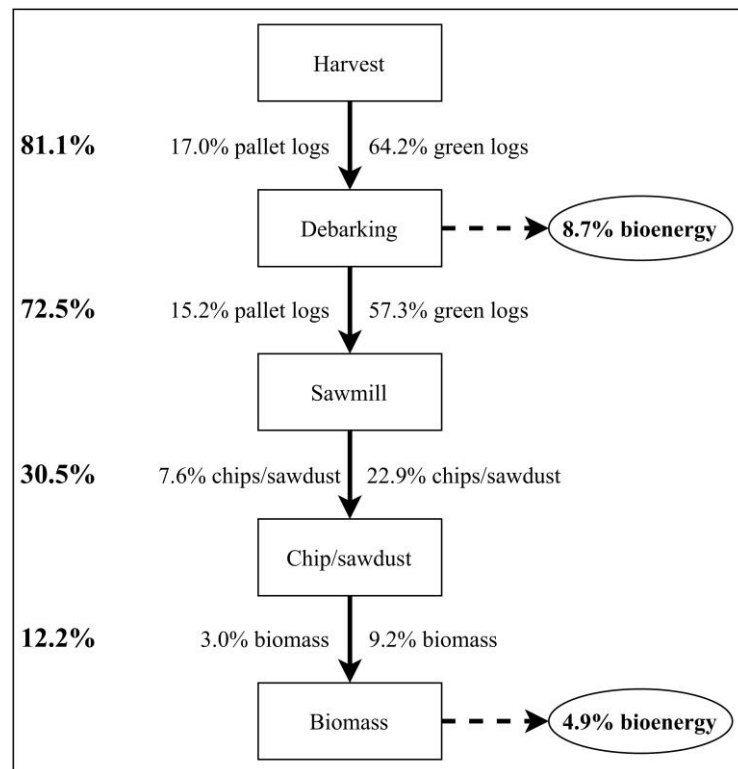 Harvest
81.1%
17.0% pallet logs
64.2% green logs
Debarking
8.7% bioenergy
72.5%
15.2% pallet logs
57.3% green logs
Sawmill
30.5%
7.6% chips/sawdust
22.9% chips/sawdust
Chip/sawdust
12.2%
3.0% biomass
9.2% biomass
Biomass
4.9% bioenergy